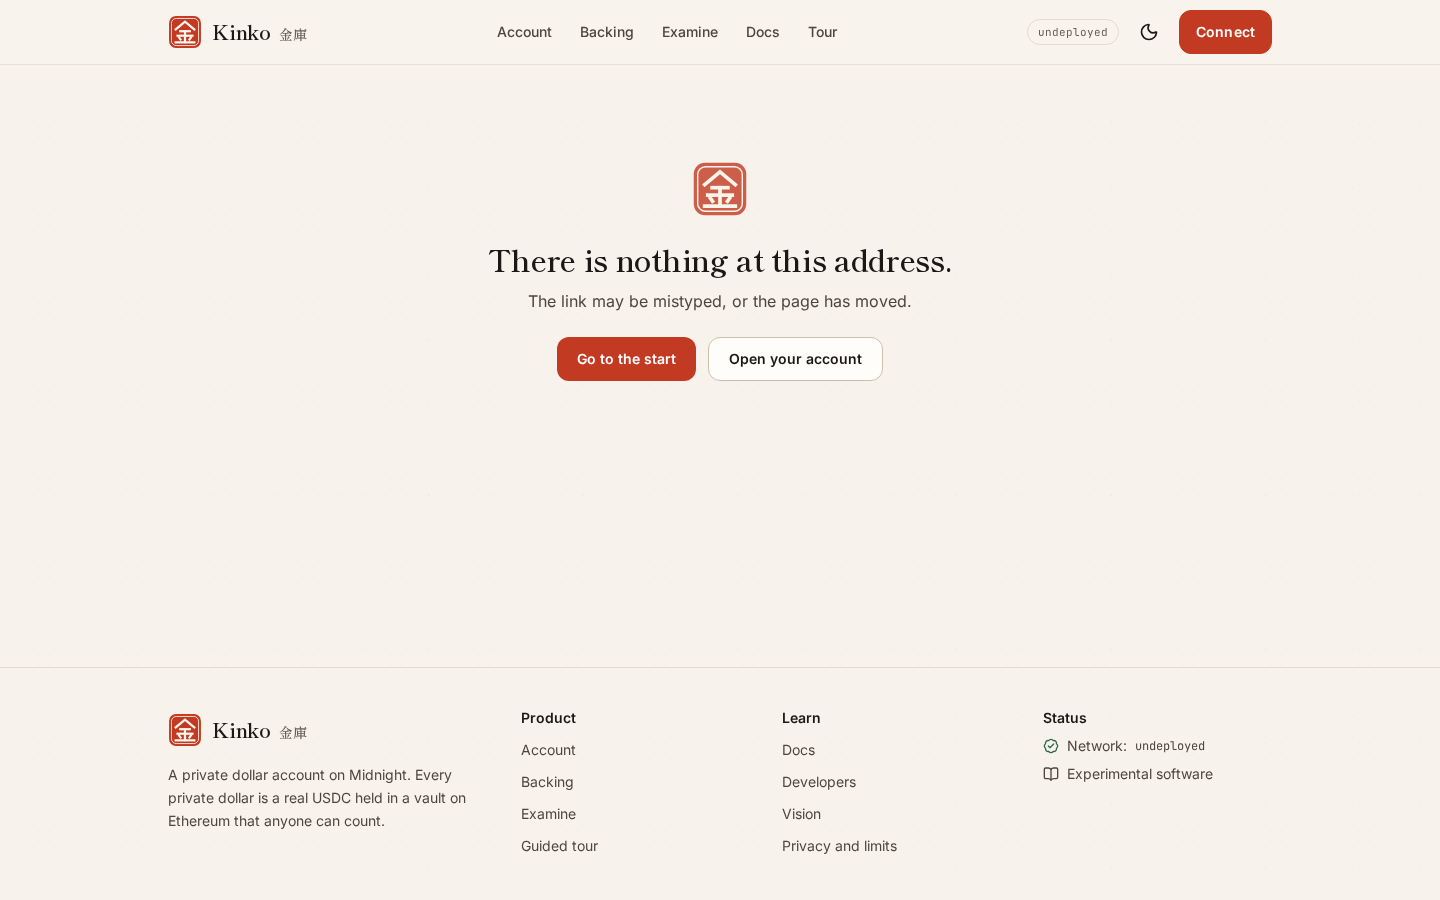 金 Kinko 金庫
Account Backing Examine Docs Tour
undeployed
Connect
金
There is nothing at this address.
The link may be mistyped, or the page has moved.
Go to the start
Open your account
金 Kinko 金庫
A private dollar account on Midnight. Every
private dollar is a real USDC held in a vault on
Ethereum that anyone can count.
Product
Account
Backing
Examine
Guided tour
Learn
Docs
Developers
Vision
Privacy and limits
Status
Network: undeployed
Experimental software